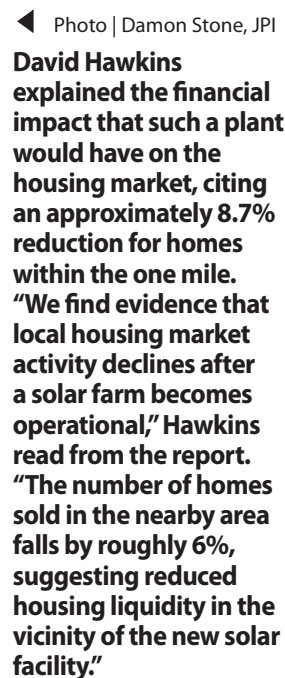 Photo | Damon Stone, JPI
David Hawkins
explained the financial
impact that such a plant
would have on the
housing market, citing
an approximately 8.7%
reduction for homes
within the one mile.
“We find evidence that
local housing market
activity declines after
a solar farm becomes
operational,” Hawkins
read from the report.
“The number of homes
sold in the nearby area
falls by roughly 6%,
suggesting reduced
housing liquidity in the
vicinity of the new solar
facility.”